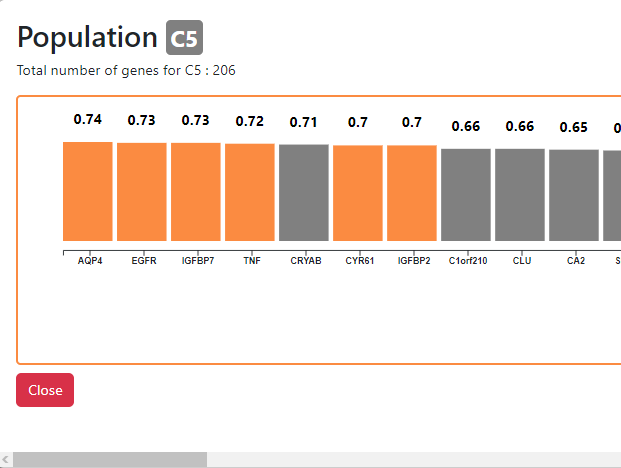 Population C5
Total number of genes for C5 : 206
0.74 0.73 0.73 0.72 0.71 0.7 0.7 0.66 0.66 0.65
AQP4 EGFR IGFBP7 TNF CRYAB CYR61 IGFBP2 C1orf210 CLU CA2
Close